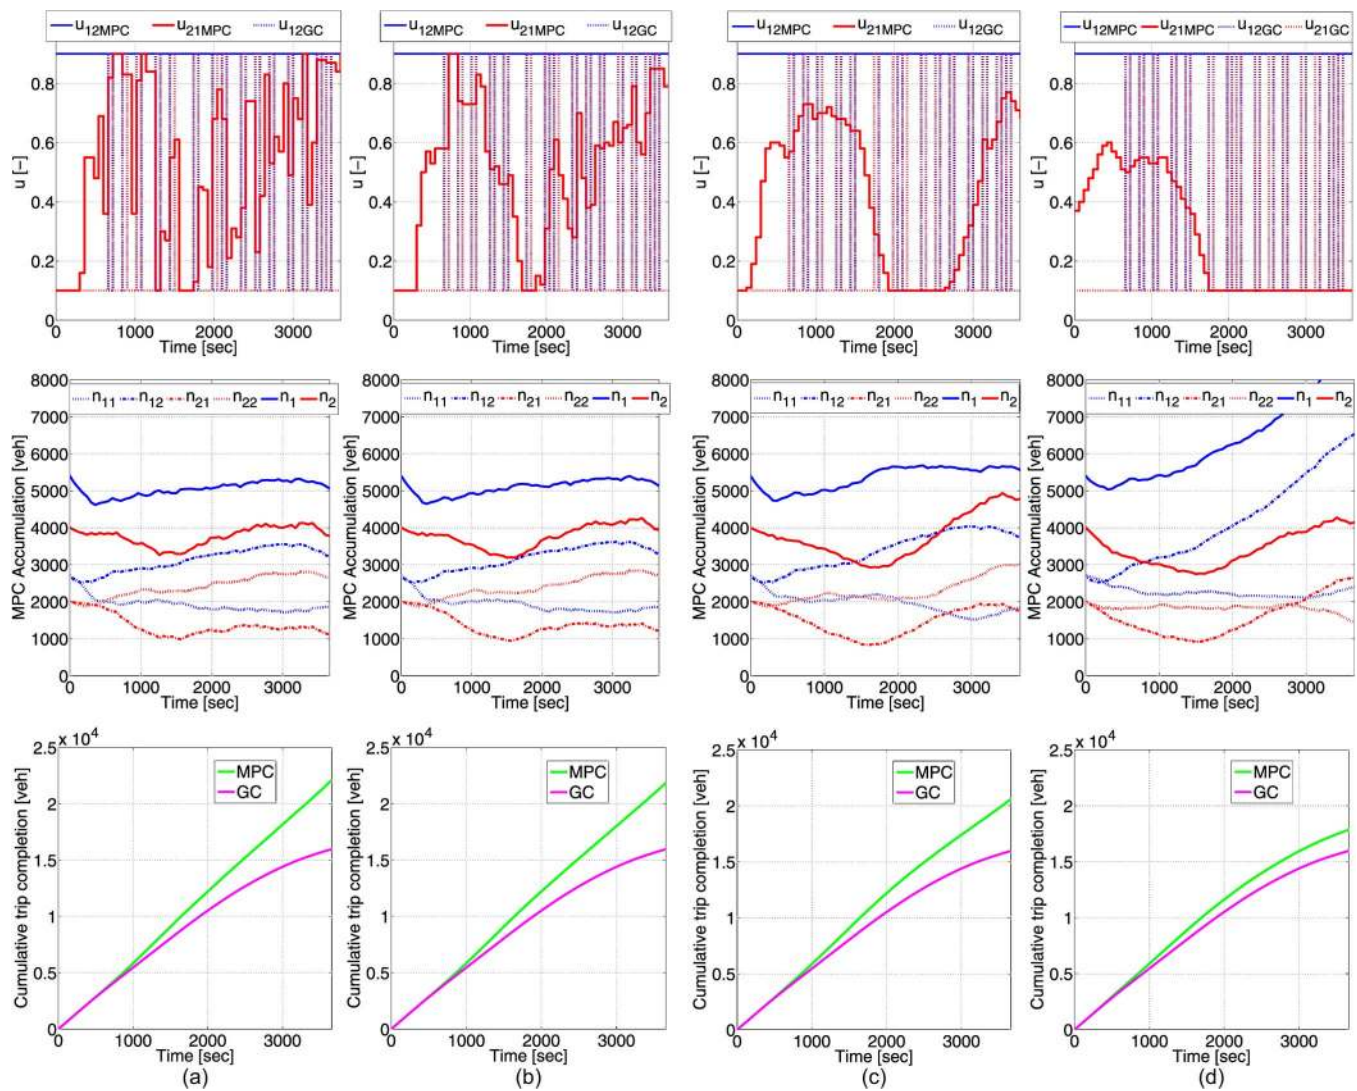 u12MPC u21MPC u12GC
u12MPC u21MPC u12GC
u12MPC u21MPC u12GC
u12MPC u21MPC u12GC u21GC
u [–]
0.8
0.6
0.4
0.2
0
0 1000 2000 3000
Time [sec]
u [–]
0.8
0.6
0.4
0.2
0
0 1000 2000 3000
Time [sec]
u [–]
0.8
0.6
0.4
0.2
0
0 1000 2000 3000
Time [sec]
u [–]
0.8
0.6
0.4
0.2
0
0 1000 2000 3000
Time [sec]
MPC Accumulation [veh]
n11 n12 n21 n22 n1 n2
8000
7000
6000
5000
4000
3000
2000
1000
0
0 1000 2000 3000
Time [sec]
MPC Accumulation [veh]
n11 n12 n21 n22 n1 n2
8000
7000
6000
5000
4000
3000
2000
1000
0
0 1000 2000 3000
Time [sec]
MPC Accumulation [veh]
n11 n12 n21 n22 n1 n2
8000
7000
6000
5000
4000
3000
2000
1000
0
0 1000 2000 3000
Time [sec]
MPC Accumulation [veh]
n11 n12 n21 n22 n1 n2
8000
7000
6000
5000
4000
3000
2000
1000
0
0 1000 2000 3000
Time [sec]
Cumulative trip completion [veh]
x 10^4
2.5
2
1.5
1
0.5
0
MPC
GC
0 1000 2000 3000
Time [sec]
(a)
Cumulative trip completion [veh]
x 10^4
2.5
2
1.5
1
0.5
0
MPC
GC
0 1000 2000 3000
Time [sec]
(b)
Cumulative trip completion [veh]
x 10^4
2.5
2
1.5
1
0.5
0
MPC
GC
0 1000 2000 3000
Time [sec]
(c)
Cumulative trip completion [veh]
x 10^4
2.5
2
1.5
1
0.5
0
MPC
GC
0 1000 2000 3000
Time [sec]
(d)